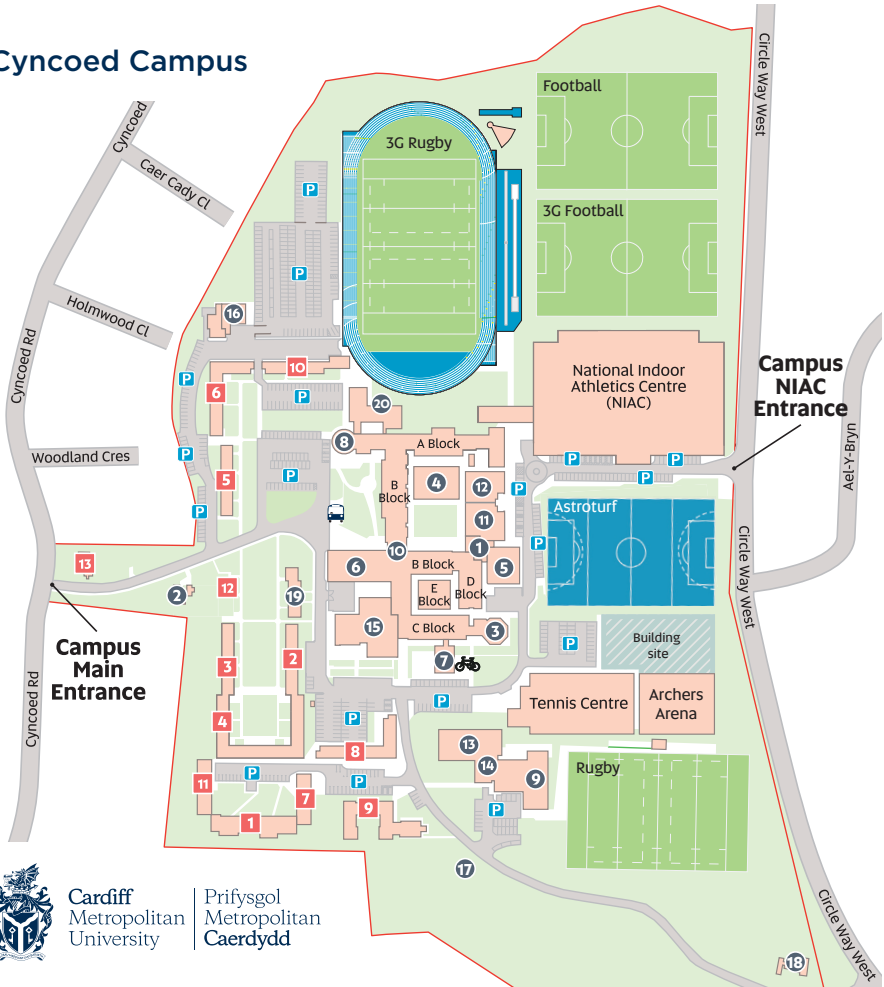 Cyncoed Campus
Circle Way West
Football
3G Rugby
Cyncoed
Caer Cady Cl
P
3G Football
P
Holmwood Cl
16
Cyncoed Rd
National Indoor
Athletics Centre
(NIAC)
Campus
NIAC
Entrance
10
P
6
P
20
8
A Block
Woodland Cres
P
P
P
P
Ael-Y-Bryn
5
P
B
Block
4
12
P
P
Astroturf
11
Circle Way West
10
1
P
13
6
B Block
5
2
12
19
E
Block
D
Block
15
C Block
3
P
Building
site
Campus
Main
Entrance
3
2
7
Cyncoed Rd
P
Tennis Centre
Archers
Arena
4
P
8
13
14
9
Rugby
P
P
11
7
9
P
1
17
Cardiff
Metropolitan
University
Prifysgol
Metropolitan
Caerdydd
Circle Way West
18